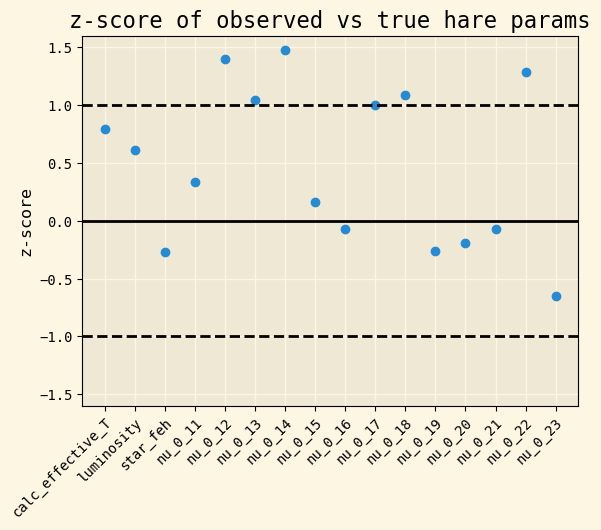 z-score of observed vs true hare params
z-score
1.5
1.0
0.5
0.0
−0.5
−1.0
−1.5
calc_effective_T
luminosity
star_feh
nu_0_11
nu_0_12
nu_0_13
nu_0_14
nu_0_15
nu_0_16
nu_0_17
nu_0_18
nu_0_19
nu_0_20
nu_0_21
nu_0_22
nu_0_23